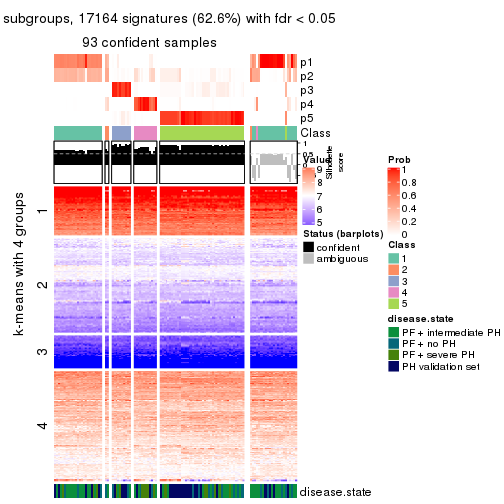 subgroups, 17164 signatures (62.6%) with fdr < 0.05
93 confident samples
p1
p2
p3
p4
p5
Class
1
0.5
0
Silhouette
score
k-means with 4 groups
1
2
3
4
disease.state
Value
9
8
7
6
5
Status (barplots)
confident
ambiguous
Prob
1
0.8
0.6
0.4
0.2
0
Class
1
2
3
4
5
disease.state
PF + intermediate PH
PF + no PH
PF + severe PH
PH validation set